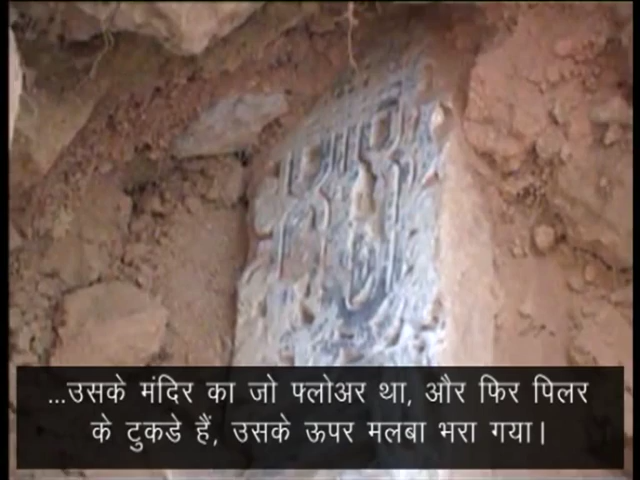 ...उसके मंदिर का जो फ्लोअर था, और फिर पिलर
के टुकडे हैं, उसके ऊपर मलबा भरा गया।